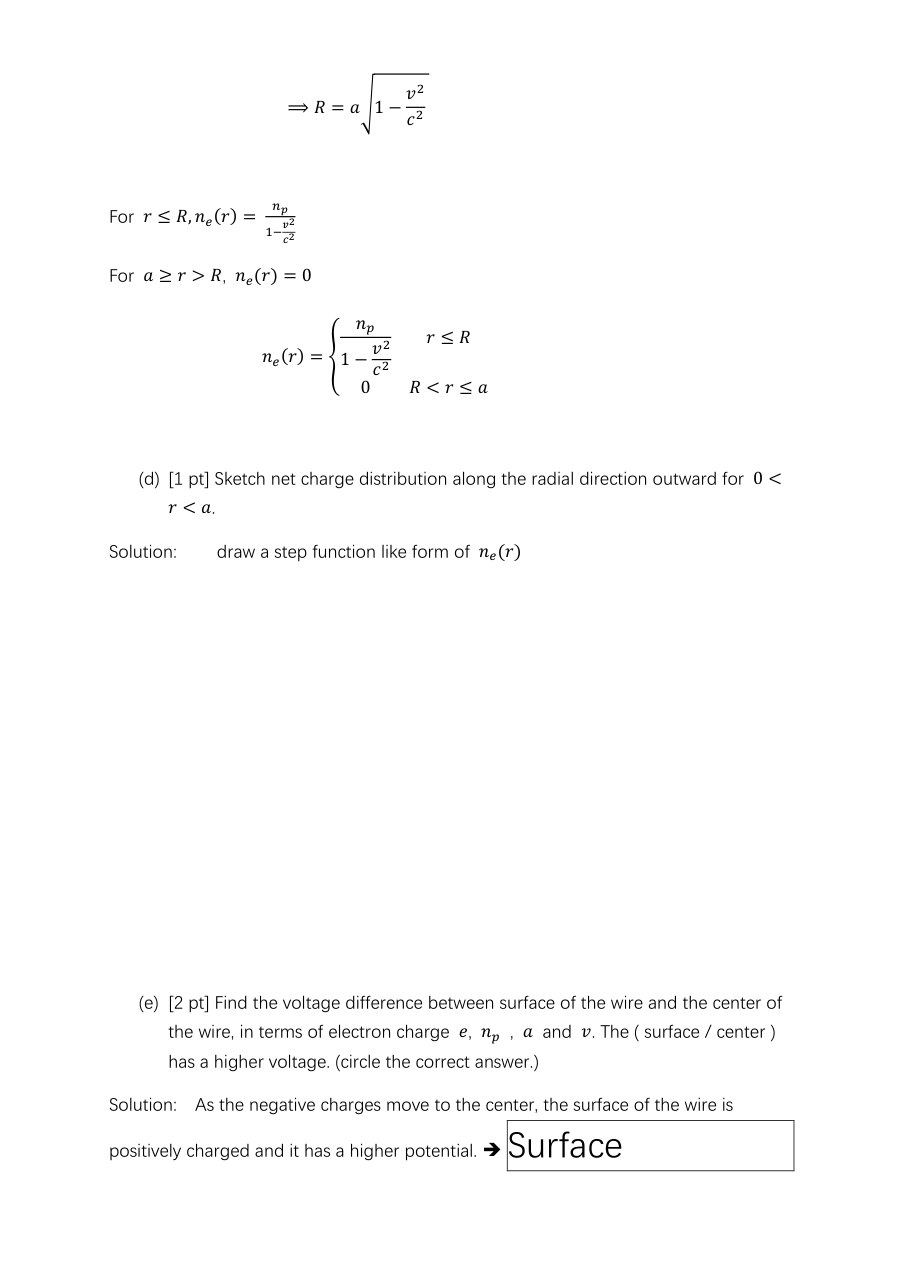 ⟹ R = a√(1 − v²/c²)
For r ≤ R, nₑ(r) = n_p/(1−v²/c²)
For a ≥ r > R, nₑ(r) = 0
nₑ(r) = { n_p/(1 − v²/c²) r ≤ R
0 R < r ≤ a
(d) [1 pt] Sketch net charge distribution along the radial direction outward for 0 <
r < a.
Solution: draw a step function like form of nₑ(r)
(e) [2 pt] Find the voltage difference between surface of the wire and the center of
the wire, in terms of electron charge e, n_p , a and v. The ( surface / center )
has a higher voltage. (circle the correct answer.)
Solution: As the negative charges move to the center, the surface of the wire is
positively charged and it has a higher potential. ➔ Surface